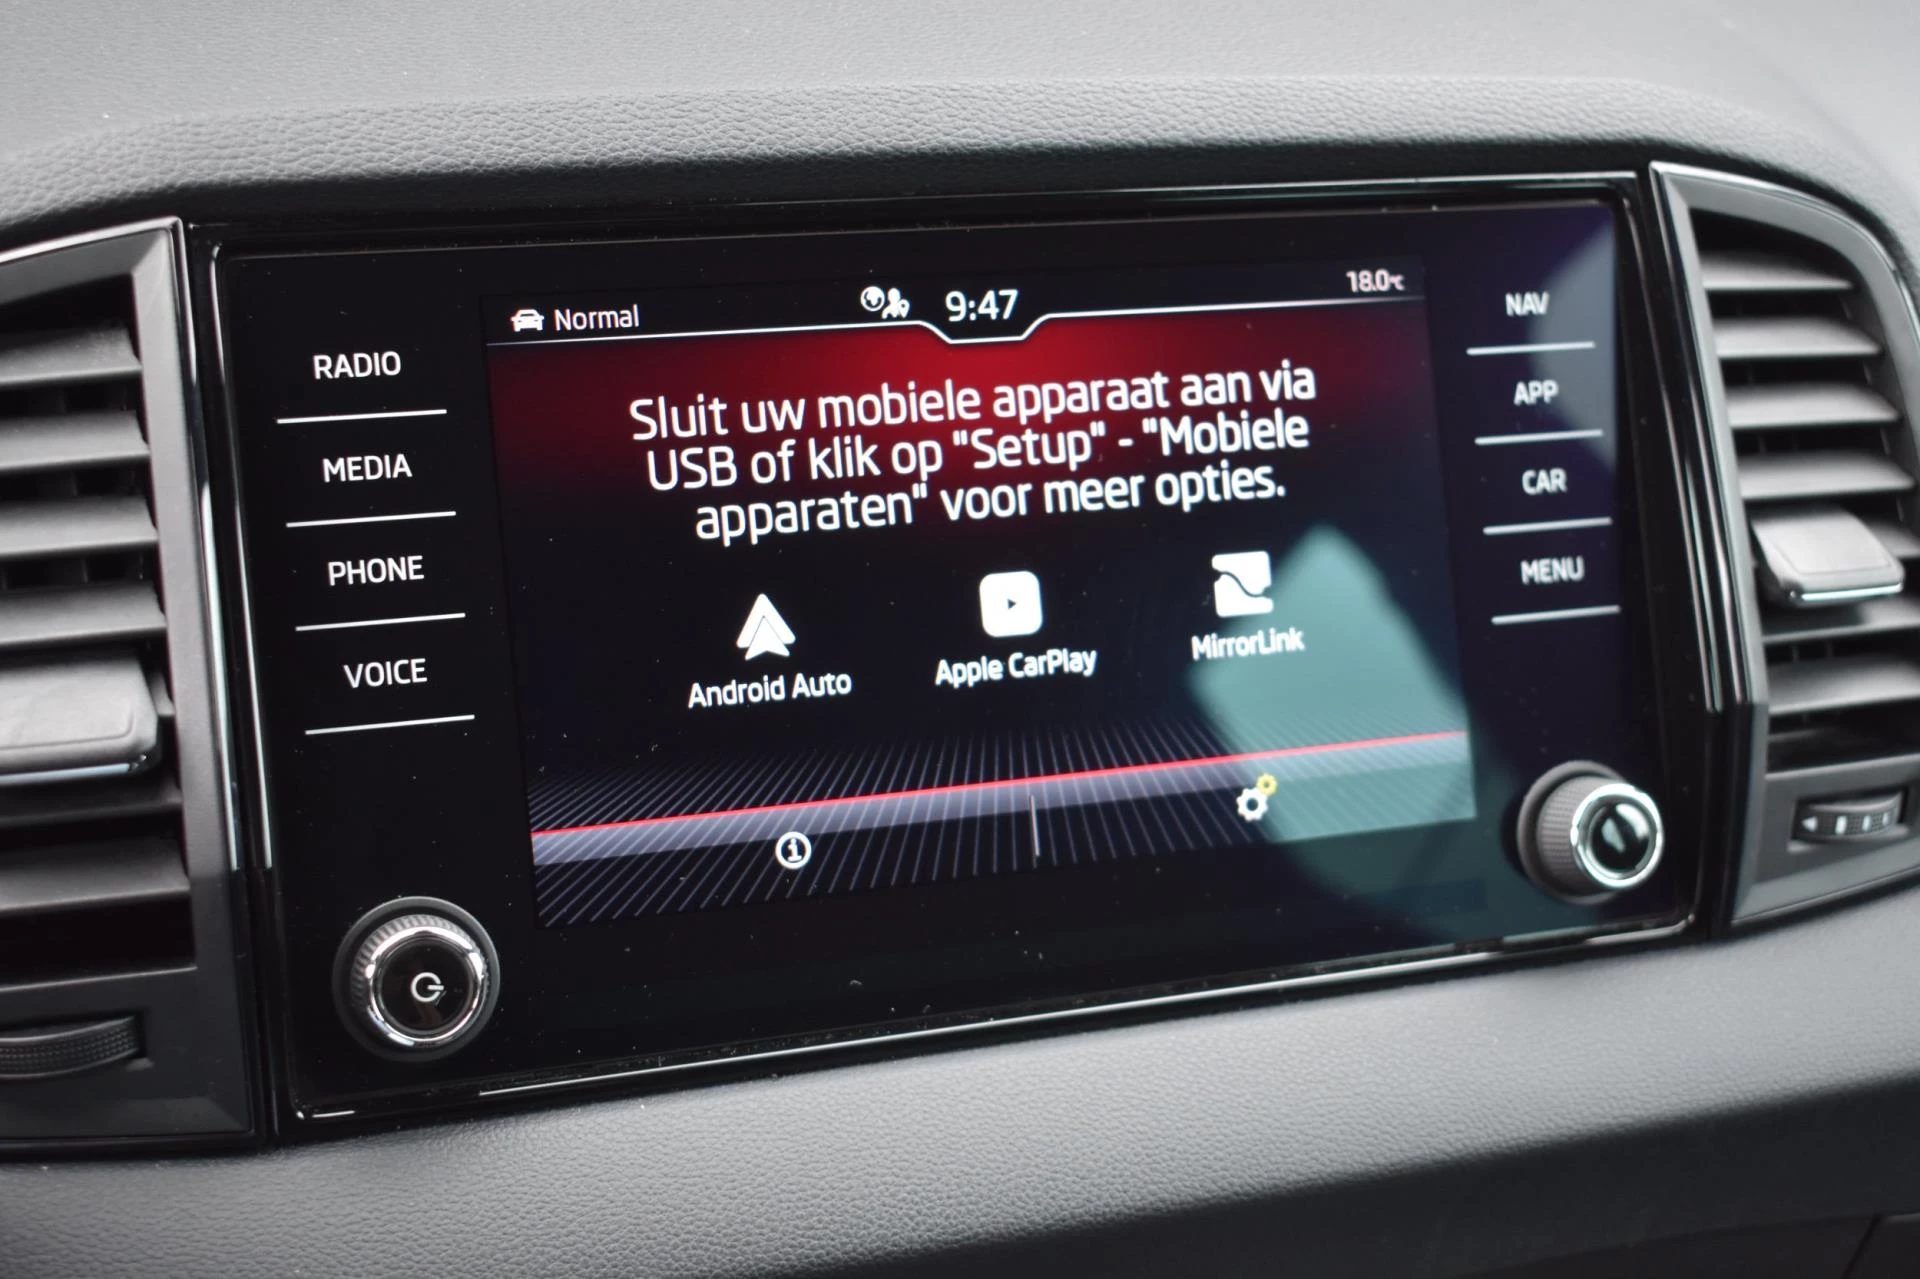 Normal
9:47
18.0°C
RADIO
MEDIA
PHONE
VOICE
Sluit uw mobiele apparaat aan via
USB of klik op "Setup" - "Mobiele
apparaten" voor meer opties.
Android Auto
Apple CarPlay
MirrorLink
NAV
APP
CAR
MENU